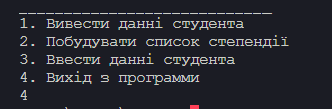 1. Вивести данні студента
2. Побудувати список степендії
3. Ввести данні студента
4. Вихід з программи
4